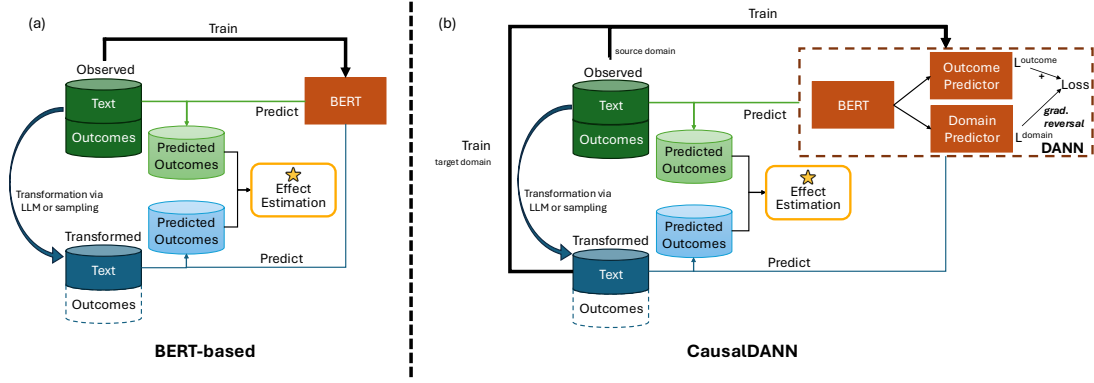 (a)
Train
Observed
Text
Outcomes
BERT
Predict
Predicted
Outcomes
Effect
Estimation
Transformation via
LLM or sampling
Predicted
Outcomes
Transformed
Text
Outcomes
Predict
BERT-based
(b)
Train
source domain
Observed
Text
Outcomes
Predict
BERT
Outcome
Predictor
Domain
Predictor
L outcome
+
Loss
grad.
reversal
L domain
DANN
Train
target domain
Predicted
Outcomes
Effect
Estimation
Transformation via
LLM or sampling
Predicted
Outcomes
Transformed
Text
Outcomes
Predict
CausalDANN